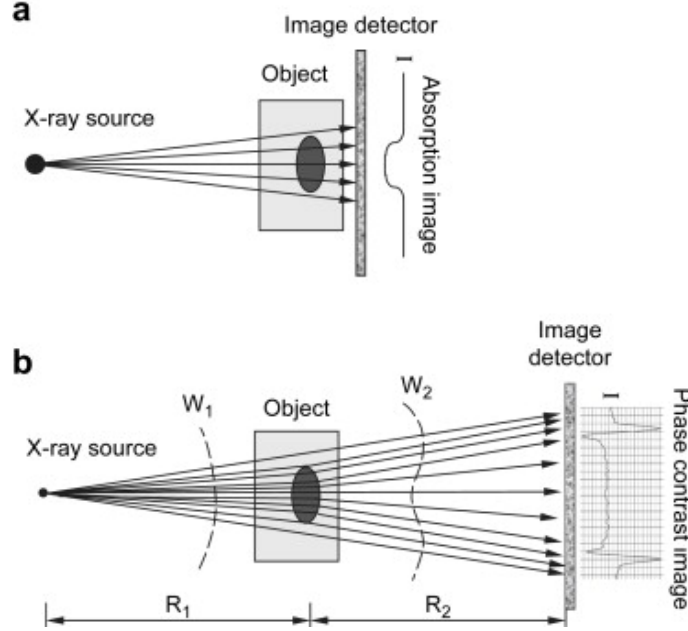 a
Image detector
Object
X-ray source
I
Absorption image
b
Image
detector
W1
W2
Object
X-ray source
I
Phase contrast image
R1
R2